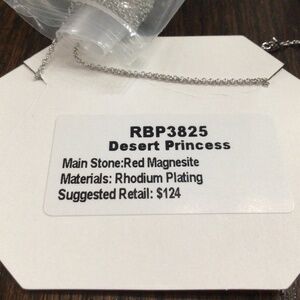 RBP3825
Desert Princess
Main Stone:Red Magnesite
Materials: Rhodium Plating
Suggested Retail: $124